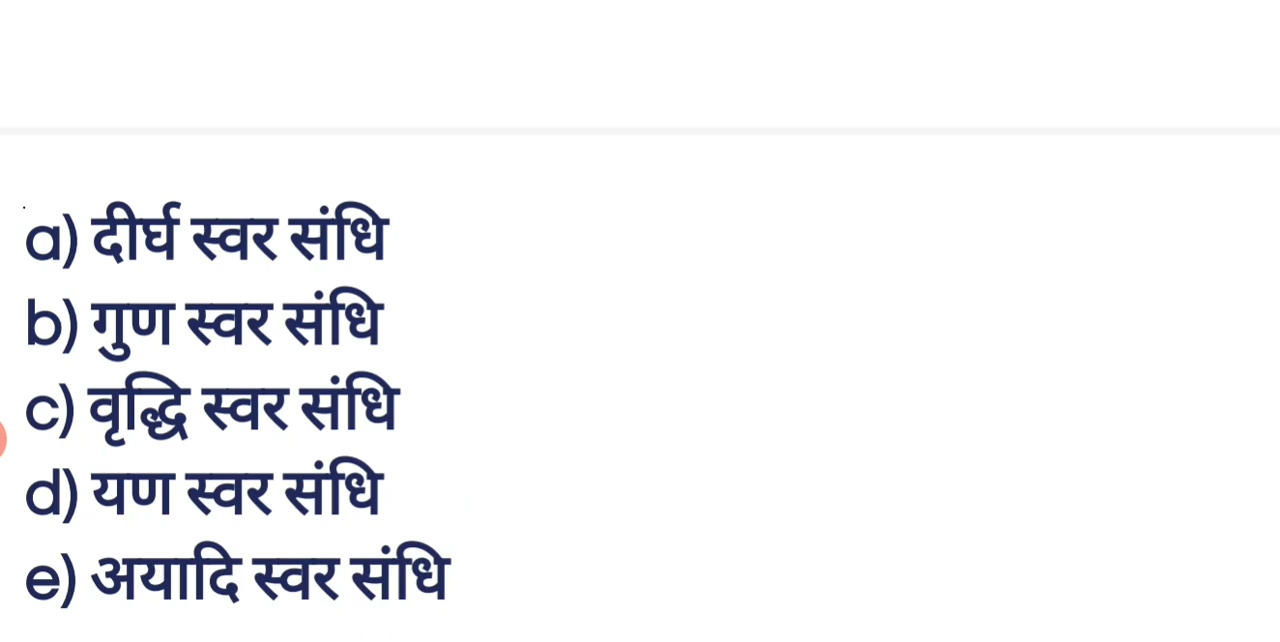 a) दीर्घ स्वर संधि
b) गुण स्वर संधि
c) वृद्धि स्वर संधि
d) यण स्वर संधि
e) अयादि स्वर संधि